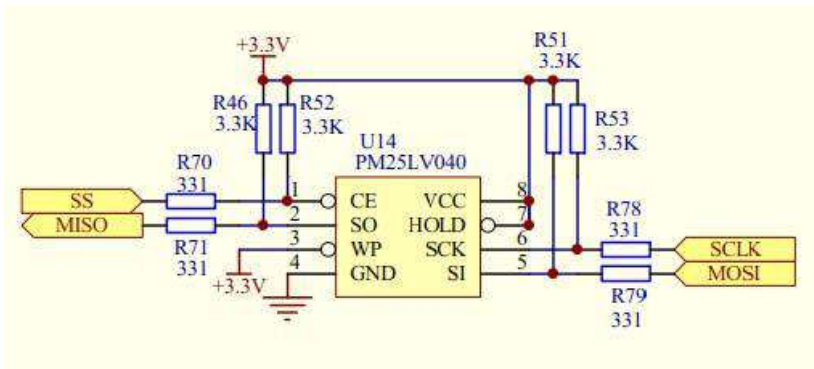 +3.3V
R51
3.3K
R46
3.3K
R52
3.3K
R53
3.3K
U14
PM25LV040
R70
331
SS
1
CE
VCC
8
MISO
2
SO
HOLD
7
R78
331
R71
331
3
WP
SCK
6
SCLK
+3.3V
4
GND
SI
5
MOSI
R79
331